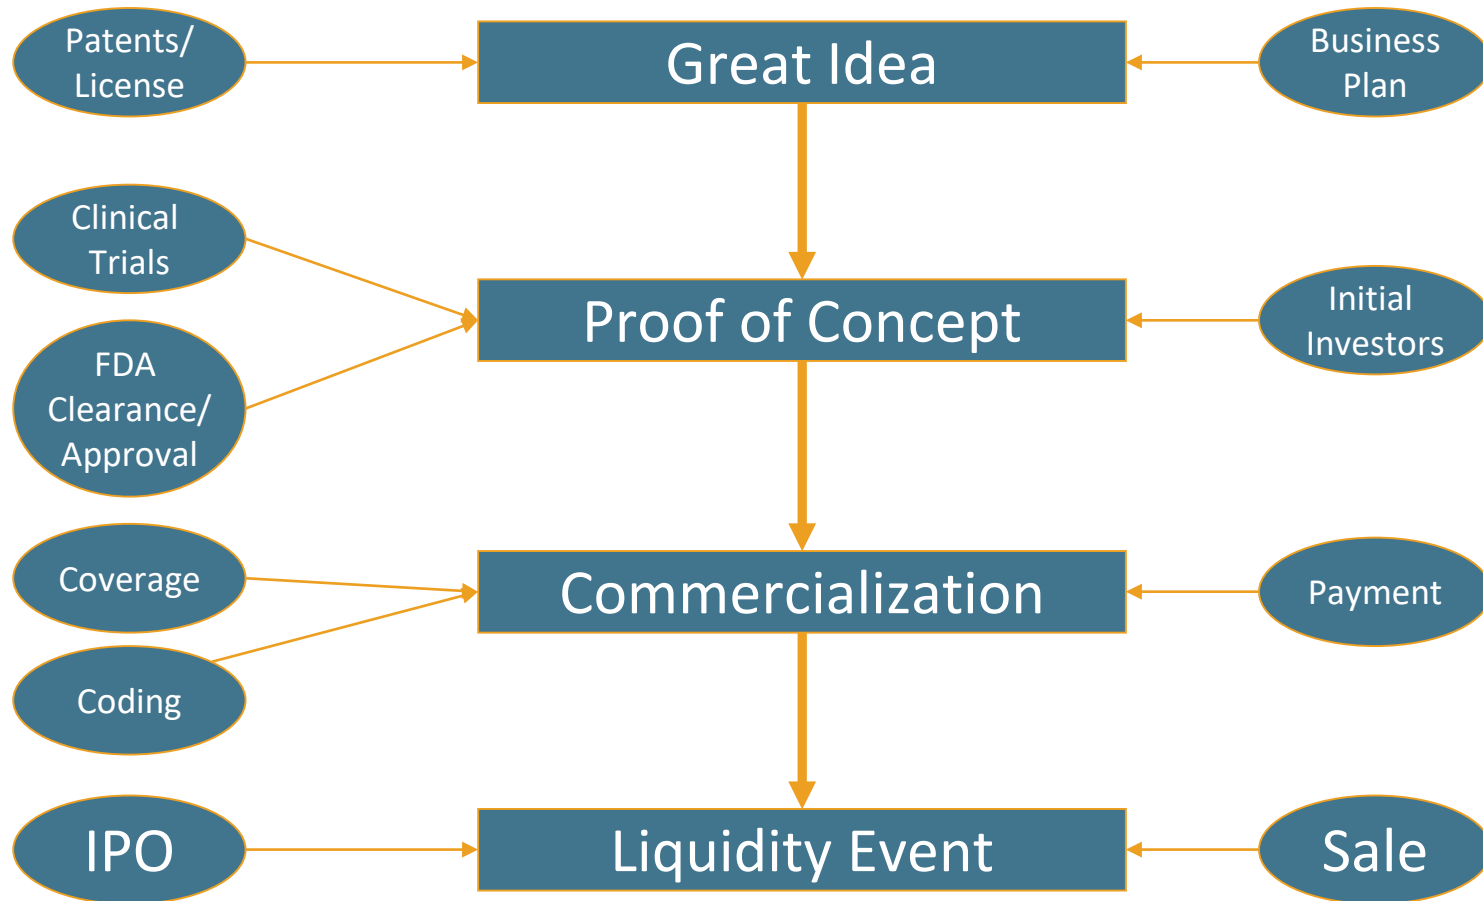 Patents/
License
Great Idea
Business
Plan
Clinical
Trials
Proof of Concept
Initial
Investors
FDA
Clearance/
Approval
Coverage
Commercialization
Payment
Coding
IPO
Liquidity Event
Sale